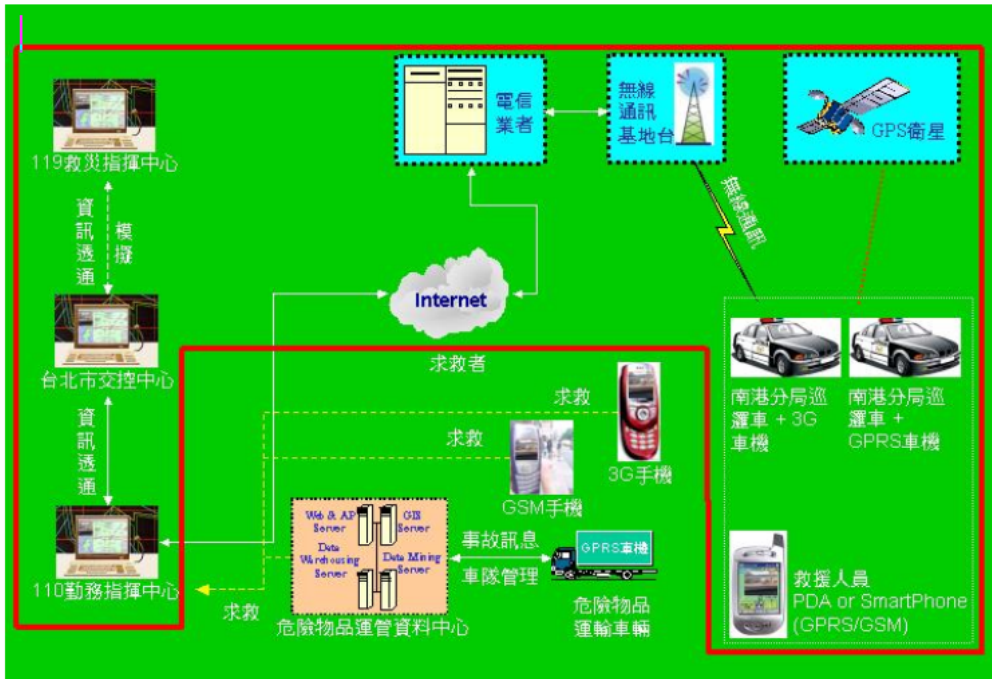 電信
業者
無線
通訊
基地台
GPS衛星
119救災指揮中心
資
訊
透
通
模
擬
無線通訊
Internet
台北市交控中心
求救者
資
訊
透
通
求救
求救
3G手機
GSM手機
南港分局巡
邏車 + 3G
車機
南港分局巡
邏車 +
GPRS車機
Web & AP
Server
GIS
Server
Data
Warehousing
Server
Data Mining
Server
事故訊息
車隊管理
GPRS車機
110勤務指揮中心
求救
危險物品運管資料中心
危險物品
運輸車輛
救援人員
PDA or SmartPhone
(GPRS/GSM)